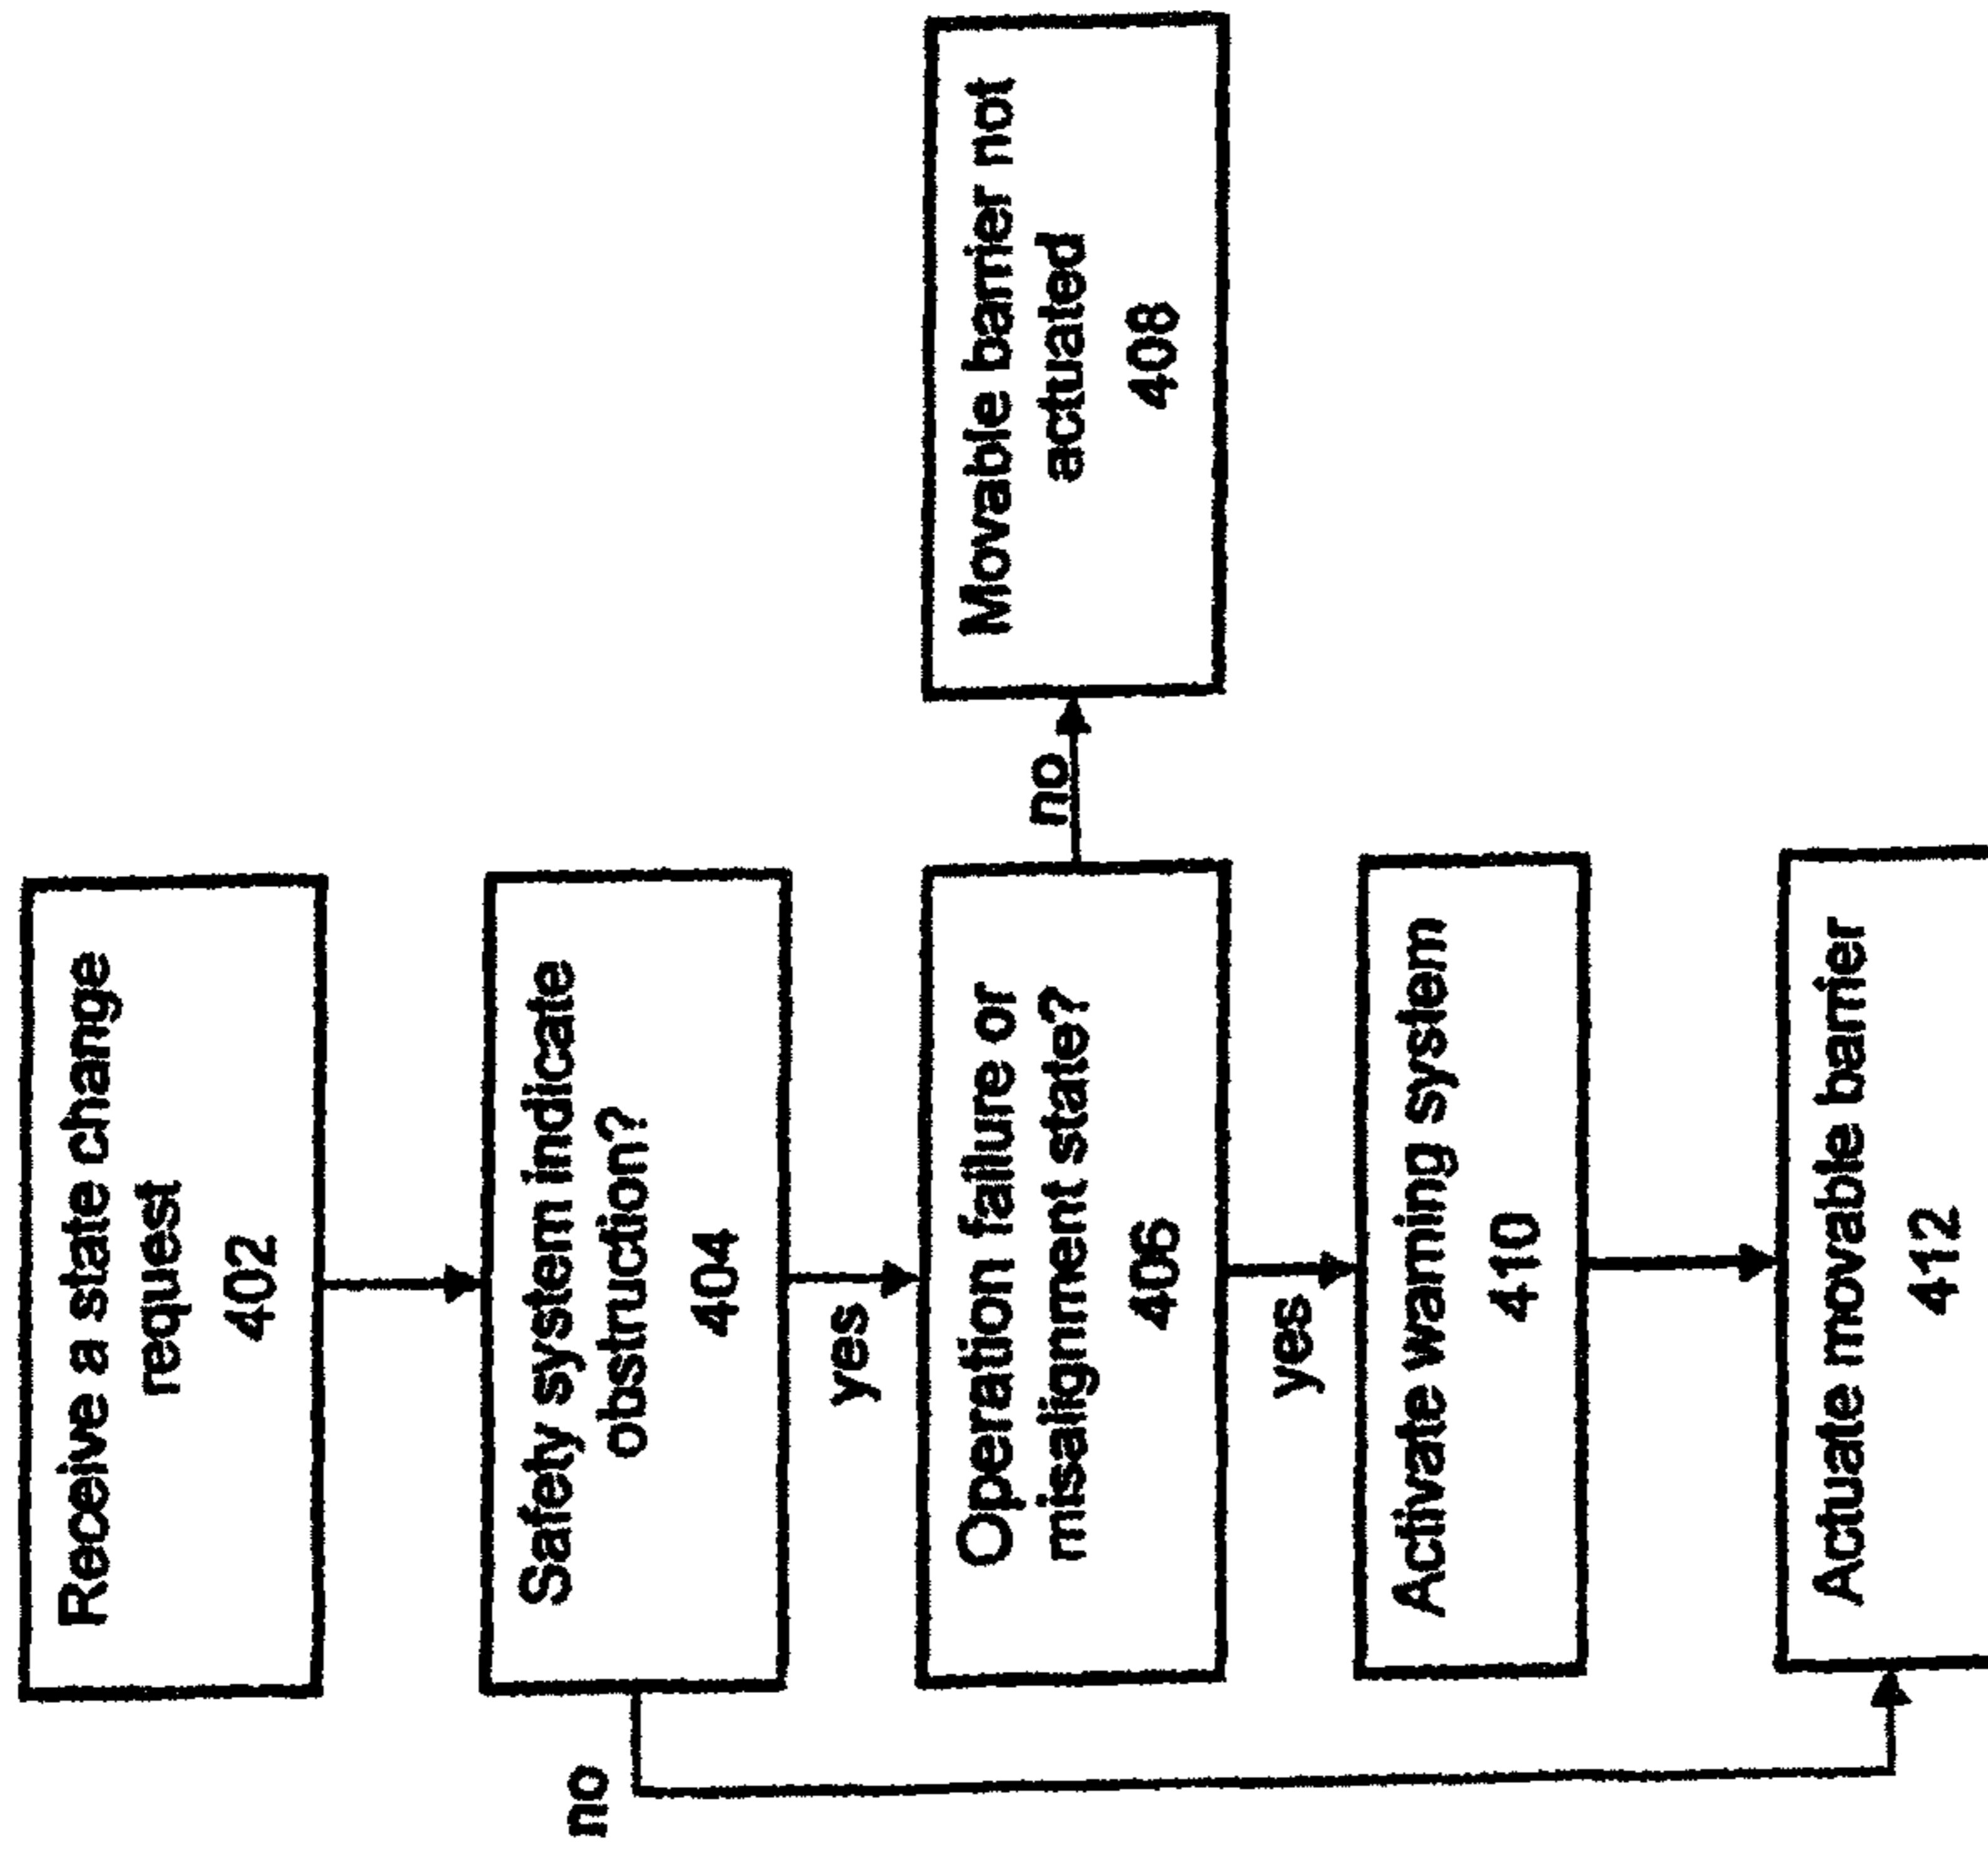 Receive a state change
request
402
Safety system indicate
obstruction?
404
no
yes
Operation failure or
misalignment state?
406
no
Movable barrier not
actuated
408
yes
Activate warning system
410
Actuate movable barrier
412